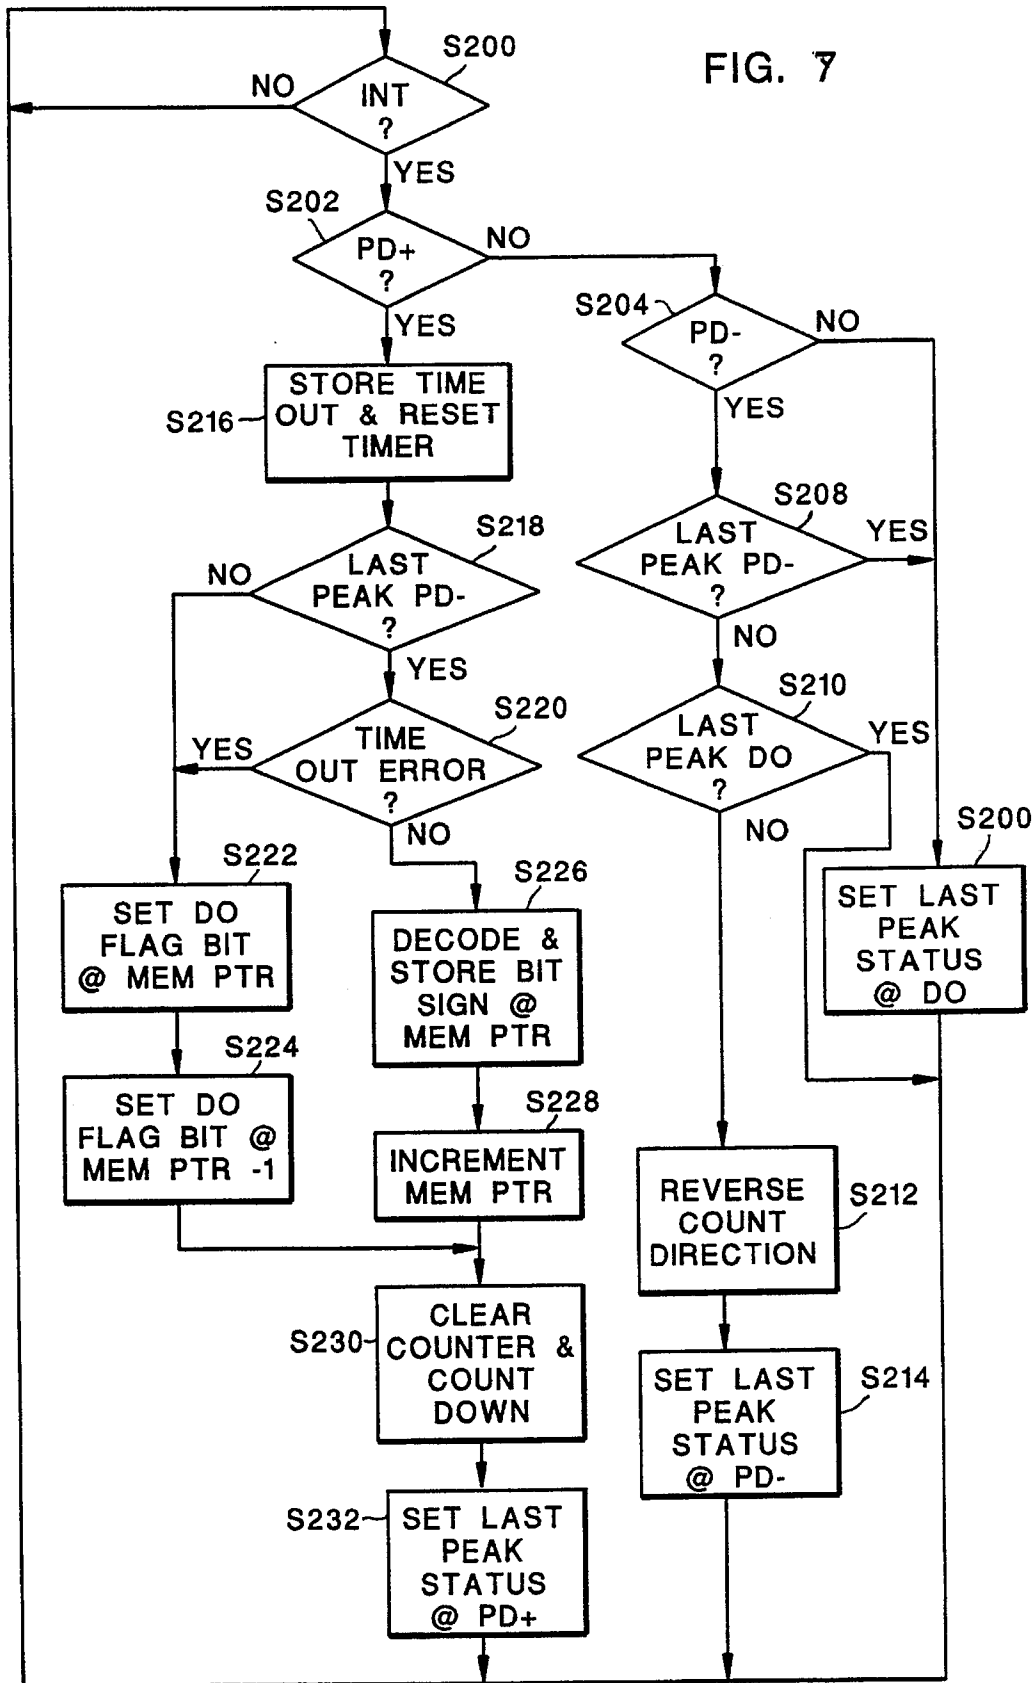 FIG. 7
S200
INT
?
NO
YES
S202
PD+
?
NO
YES
S204
PD-
?
NO
YES
S216
STORE TIME
OUT & RESET
TIMER
S208
LAST
PEAK PD-
?
YES
NO
S218
LAST
PEAK PD-
?
NO
YES
S210
LAST
PEAK DO
?
YES
NO
S220
TIME
OUT ERROR
?
YES
NO
S200
SET LAST
PEAK
STATUS
@ DO
S222
SET DO
FLAG BIT
@ MEM PTR
S226
DECODE &
STORE BIT
SIGN @
MEM PTR
S224
SET DO
FLAG BIT @
MEM PTR -1
S228
INCREMENT
MEM PTR
S212
REVERSE
COUNT
DIRECTION
S230
CLEAR
COUNTER &
COUNT
DOWN
S214
SET LAST
PEAK
STATUS
@ PD-
S232
SET LAST
PEAK
STATUS
@ PD+